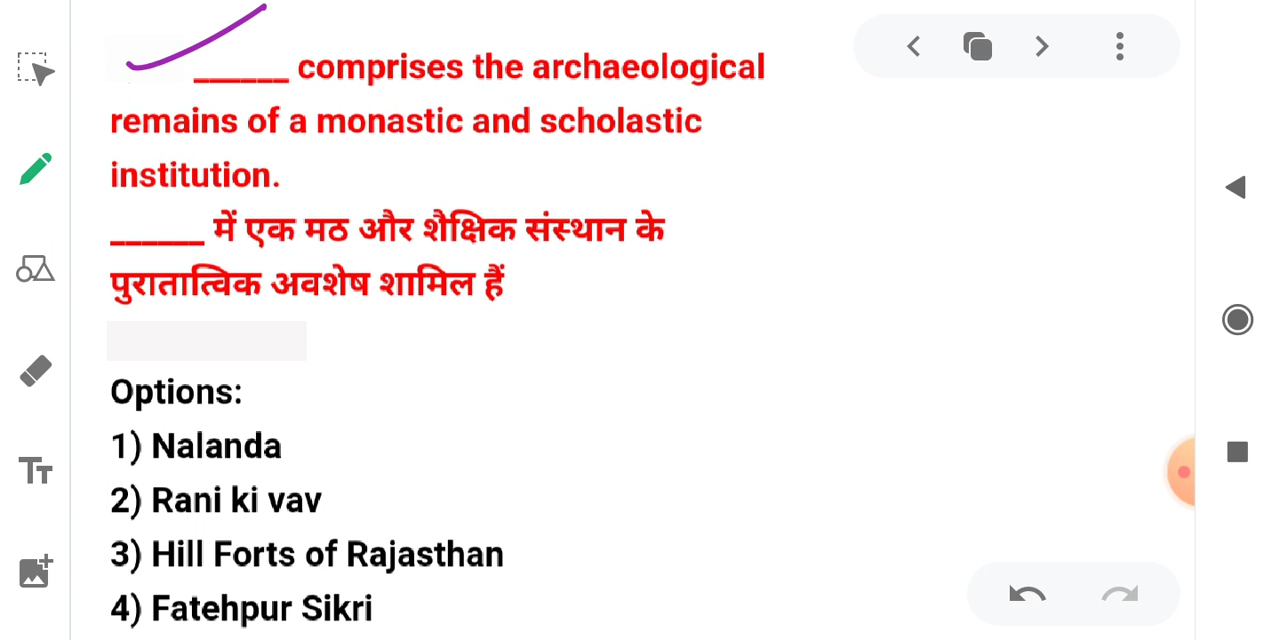 ______ comprises the archaeological
remains of a monastic and scholastic
institution.
______ में एक मठ और शैक्षिक संस्थान के
पुरातात्विक अवशेष शामिल हैं
Options:
1) Nalanda
2) Rani ki vav
3) Hill Forts of Rajasthan
4) Fatehpur Sikri
TT